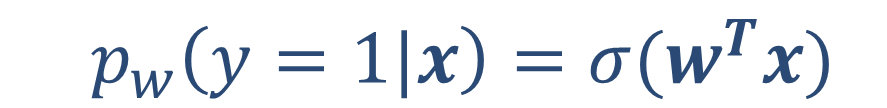 p_w(y = 1|x) = σ(w^T x)